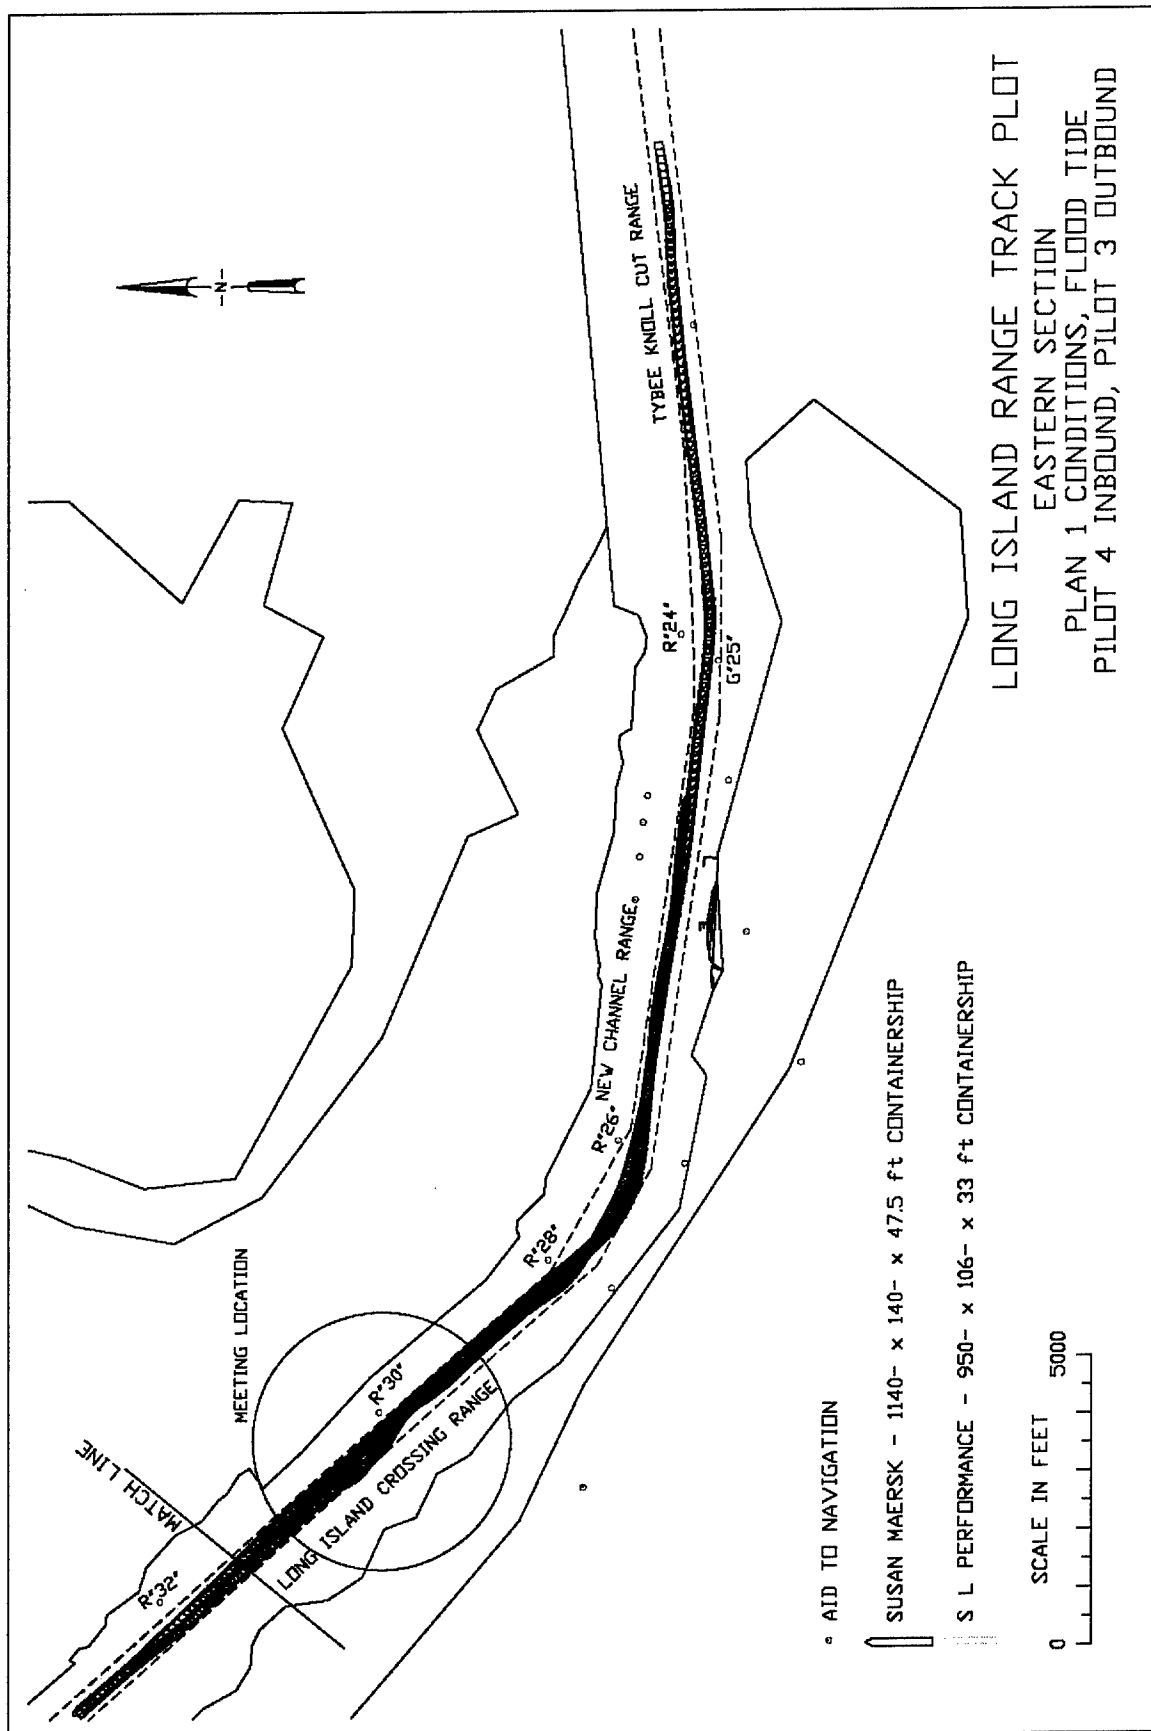 LONG ISLAND RANGE TRACK PLOT
EASTERN SECTION
PLAN 1 CONDITIONS, FLOOD TIDE
PILOT 4 INBOUND, PILOT 3 OUTBOUND
-N-
TYBEE KNOLL CUT RANGE
R"24"
G"25"
NEW CHANNEL RANGE
R"26"
R"28"
MEETING LOCATION
R"30"
LONG ISLAND CROSSING RANGE
MATCH LINE
R"32"
AID TO NAVIGATION
SUSAN MAERSK - 1140- x 140- x 47.5 ft CONTAINERSHIP
S L PERFORMANCE - 950- x 106- x 33 ft CONTAINERSHIP
SCALE IN FEET
0 5000